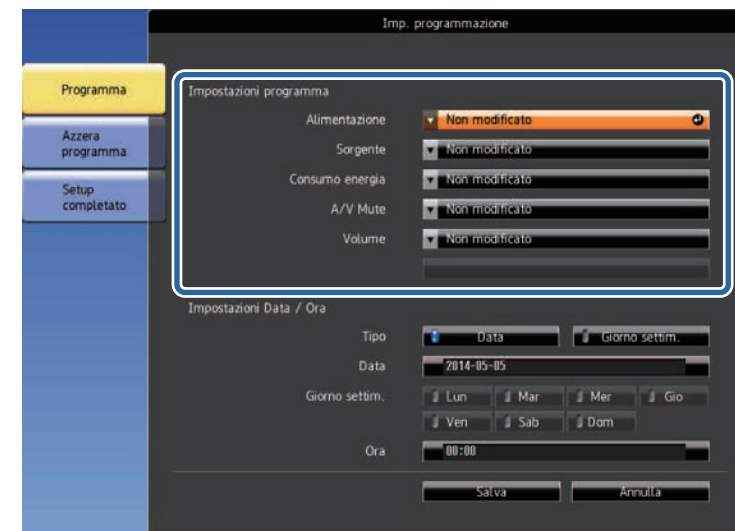 Imp. programmazione
Programma
Azzera
programma
Setup
completato
Impostazioni programma
Alimentazione Non modificato
Sorgente Non modificato
Consumo energia Non modificato
A/V Mute Non modificato
Volume Non modificato
Impostazioni Data / Ora
Tipo Data Giorno settim.
Data 2014-05-05
Giorno settim. Lun Mar Mer Gio
Ven Sab Dom
Ora 00:00
Salva Annulla